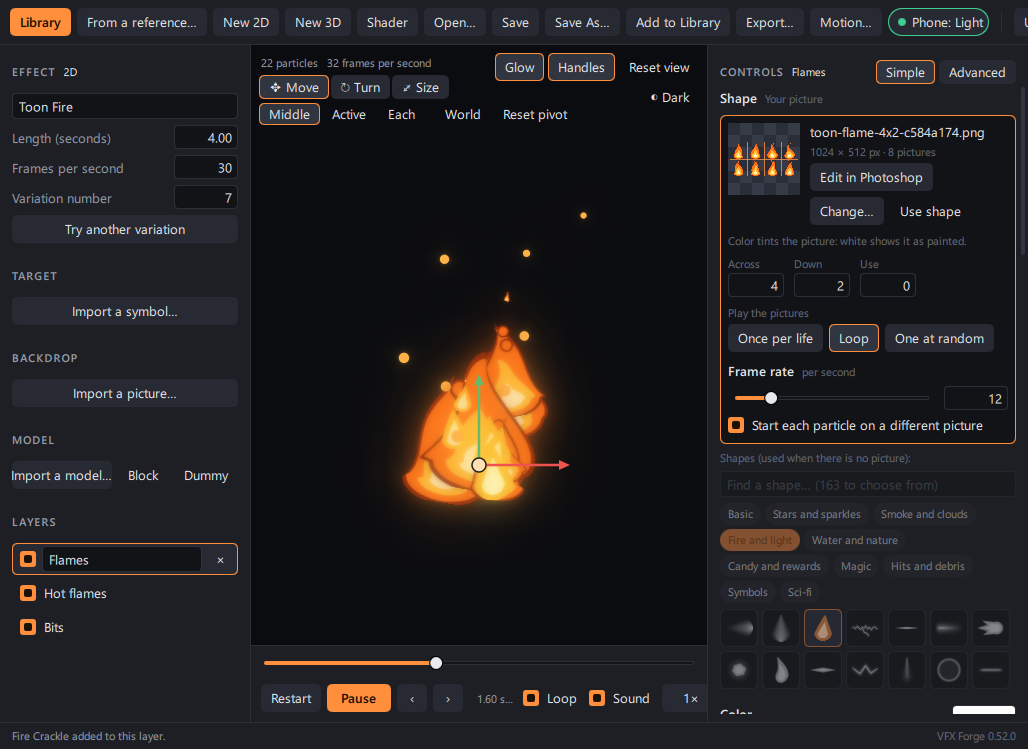 Library From a reference... New 2D New 3D Shader Open... Save Save As... Add to Library Export... Motion... Phone: Light
EFFECT 2D
Toon Fire
Length (seconds) 4.00
Frames per second 30
Variation number 7
Try another variation
TARGET
Import a symbol...
BACKDROP
Import a picture...
MODEL
Import a model... Block Dummy
LAYERS
Flames ×
Hot flames
Bits
22 particles 32 frames per second
Glow Handles Reset view
Move Turn Size
Dark
Middle Active Each World Reset pivot
Restart Pause ‹ › 1.60 s... Loop Sound 1×
CONTROLS Flames Simple Advanced
Shape Your picture
toon-flame-4x2-c584a174.png
1024 × 512 px · 8 pictures
Edit in Photoshop
Change... Use shape
Color tints the picture: white shows it as painted.
Across Down Use
4 2 0
Play the pictures
Once per life Loop One at random
Frame rate per second
12
Start each particle on a different picture
Shapes (used when there is no picture):
Find a shape... (163 to choose from)
Basic Stars and sparkles Smoke and clouds
Fire and light Water and nature
Candy and rewards Magic Hits and debris
Symbols Sci-fi
Color
Fire Crackle added to this layer.
VFX Forge 0.52.0